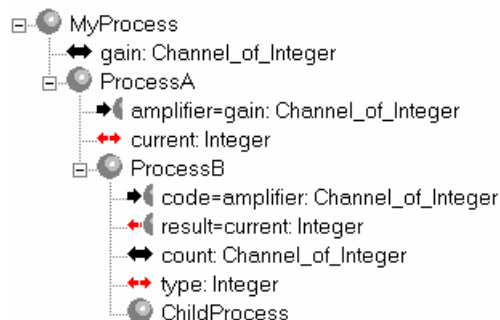 MyProcess
gain: Channel_of_Integer
ProcessA
amplifier=gain: Channel_of_Integer
current: Integer
ProcessB
code=amplifier: Channel_of_Integer
result=current: Integer
count: Channel_of_Integer
type: Integer
ChildProcess